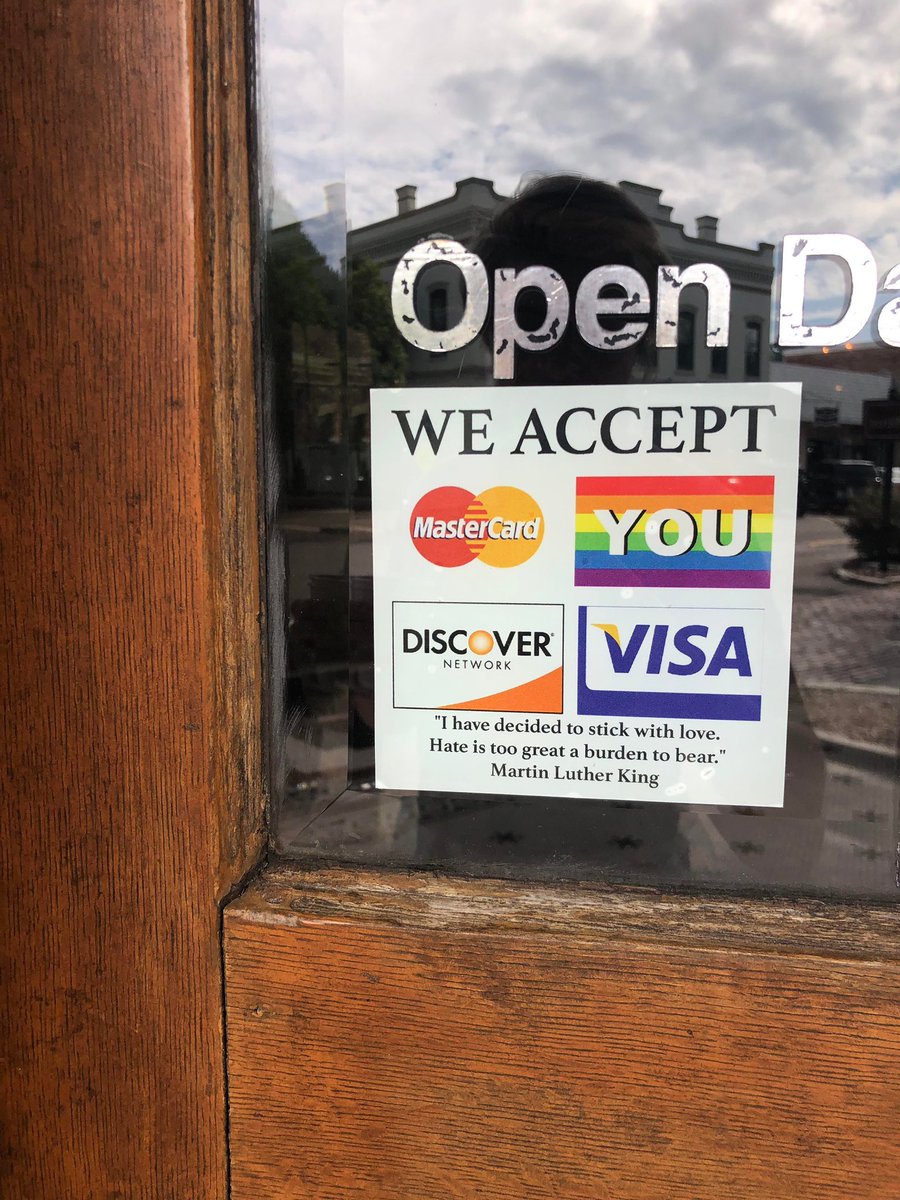 Open Da
WE ACCEPT
MasterCard
YOU
DISCOVER®
NETWORK
VISA
"I have decided to stick with love.
Hate is too great a burden to bear."
Martin Luther King